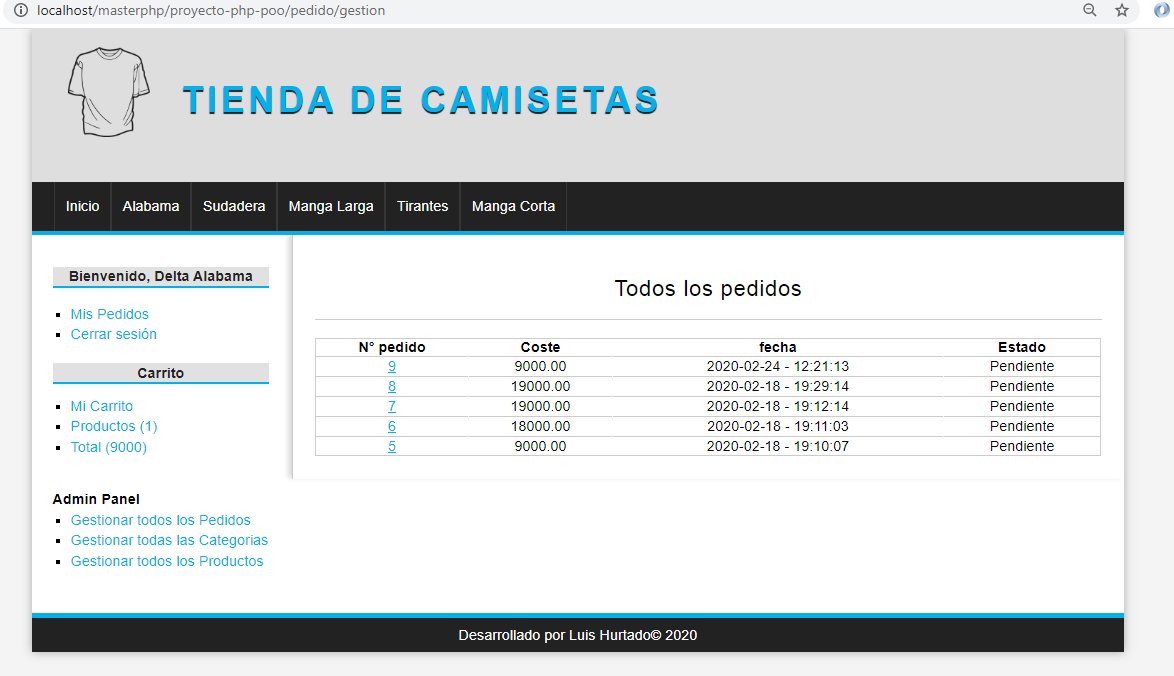 localhost/masterphp/proyecto-php-poo/pedido/gestion
TIENDA DE CAMISETAS
Inicio Alabama Sudadera Manga Larga Tirantes Manga Corta
Bienvenido, Delta Alabama
Mis Pedidos
Cerrar sesión
Carrito
Mi Carrito
Productos (1)
Total (9000)
Admin Panel
Gestionar todos los Pedidos
Gestionar todas las Categorias
Gestionar todos los Productos
Todos los pedidos
N° pedido Coste fecha Estado
9 9000.00 2020-02-24 - 12:21:13 Pendiente
8 19000.00 2020-02-18 - 19:29:14 Pendiente
7 19000.00 2020-02-18 - 19:12:14 Pendiente
6 18000.00 2020-02-18 - 19:11:03 Pendiente
5 9000.00 2020-02-18 - 19:10:07 Pendiente
Desarrollado por Luis Hurtado© 2020